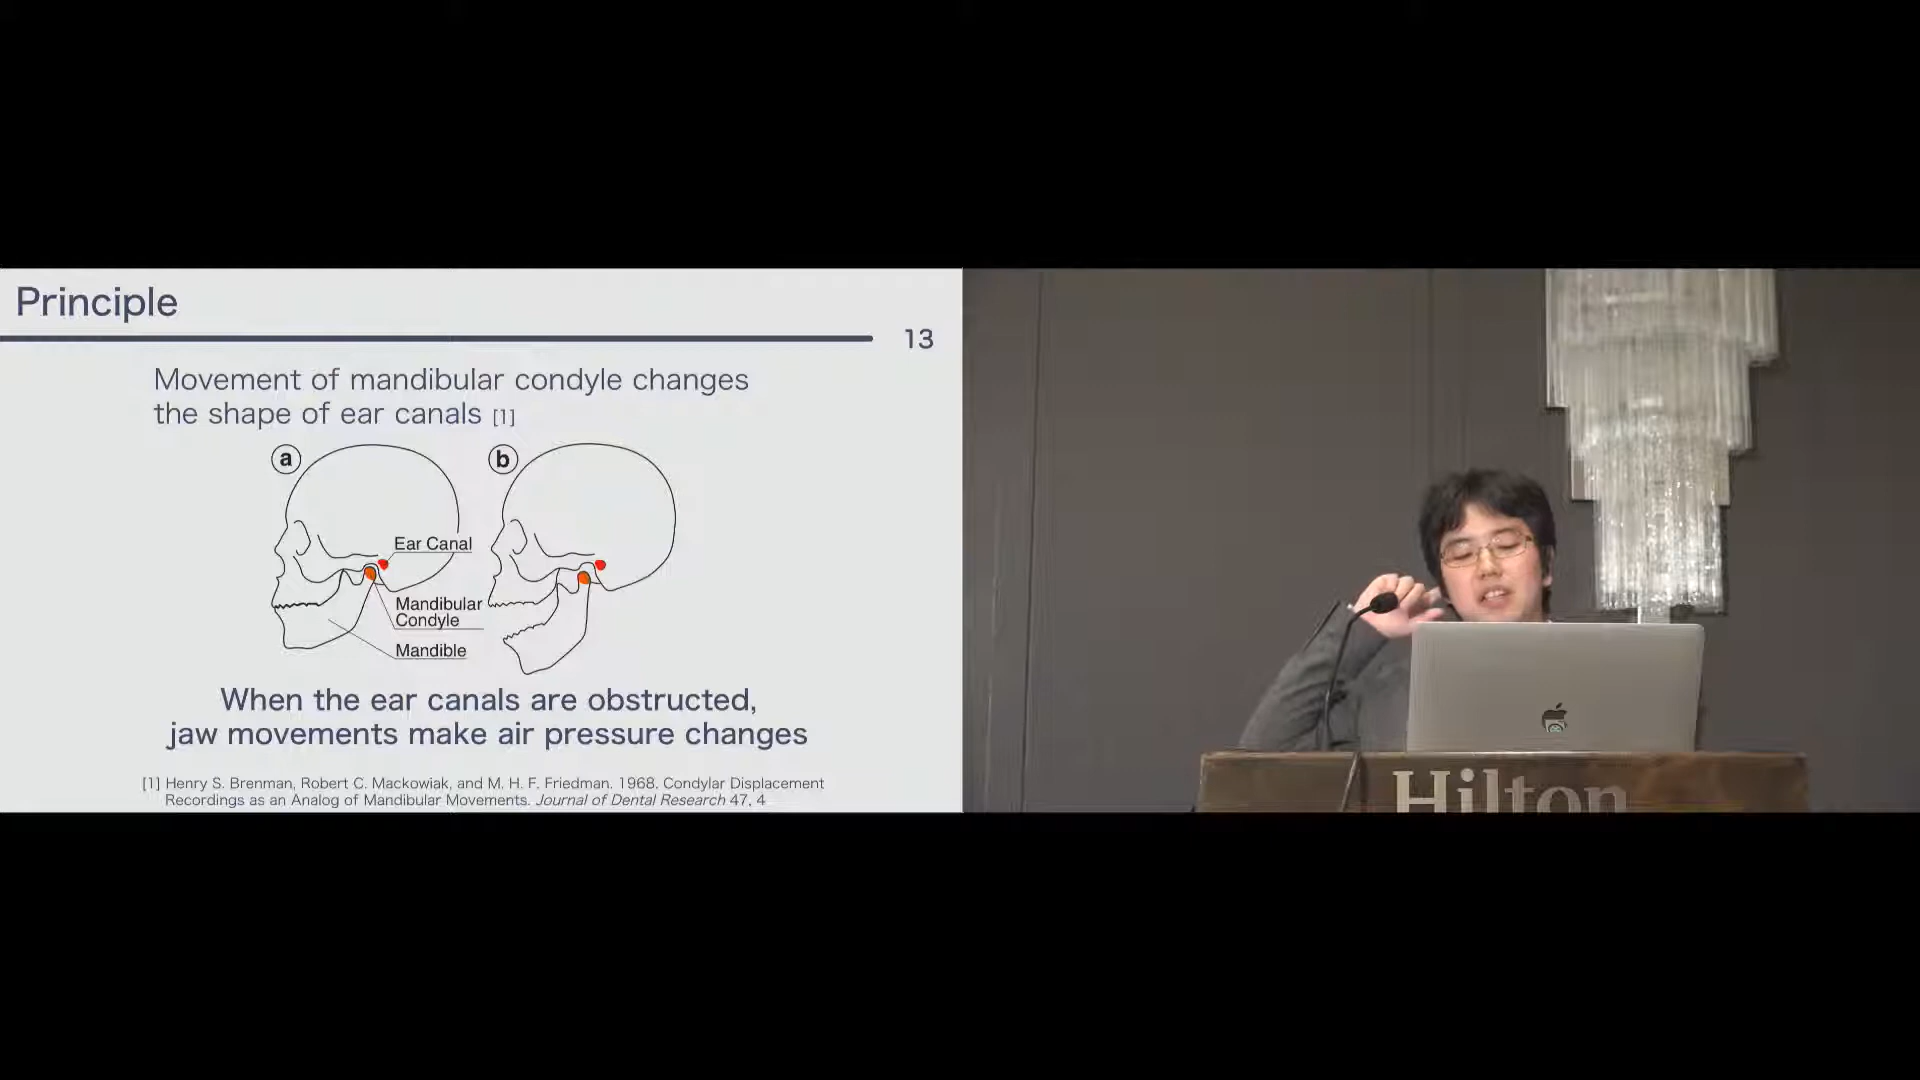 Principle
13
Movement of mandibular condyle changes
the shape of ear canals [1]
a
b
Ear Canal
Mandibular
Condyle
Mandible
When the ear canals are obstructed,
jaw movements make air pressure changes
[1] Henry S. Brenman, Robert C. Mackowiak, and M. H. F. Friedman. 1968. Condylar Displacement
Recordings as an Analog of Mandibular Movements. Journal of Dental Research 47, 4
Hilton